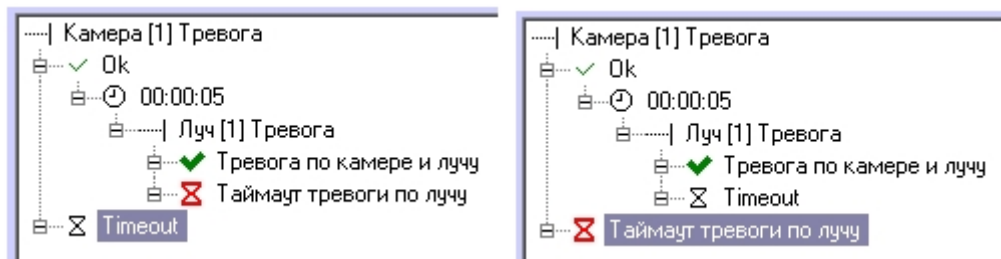 Камера [1] Тревога
Ok
00:00:05
Луч [1] Тревога
Тревога по камере и лучу
Таймаут тревоги по лучу
Timeout
Камера [1] Тревога
Ok
00:00:05
Луч [1] Тревога
Тревога по камере и лучу
Timeout
Таймаут тревоги по лучу